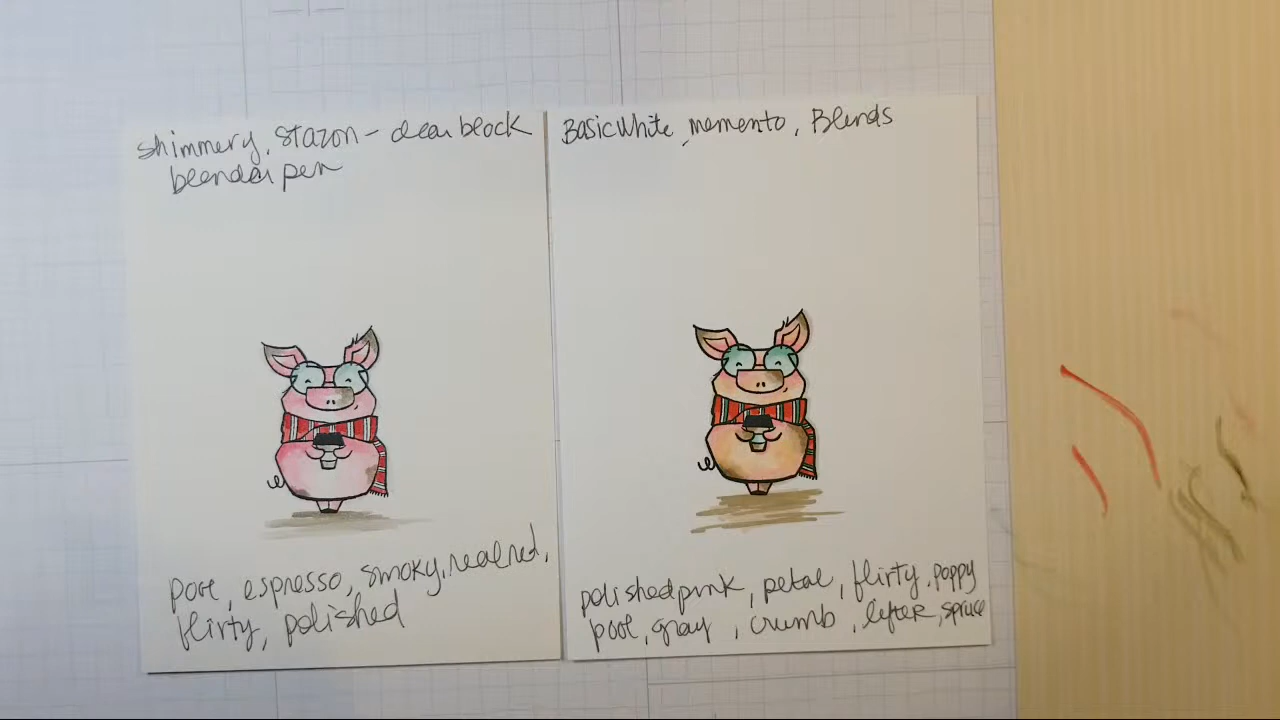 shimmery, stazon - clear block
blender pen
Basic White, memento, Blends
pool, espresso, smoky, real red,
flirty, polished
polished pink, petal, flirty, poppy
pool, gray, crumb, lifter, spruce